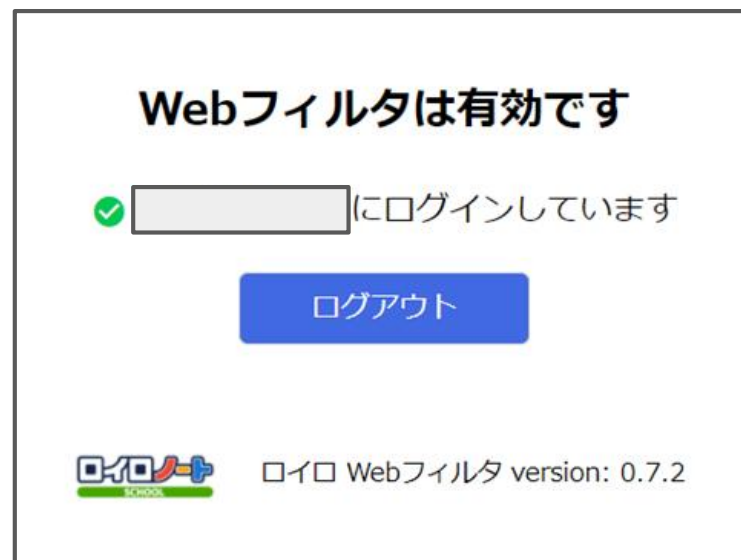 Webフィルタは有効です
にログインしています
ログアウト
ロイロノート
SCHOOL
ロイロ Webフィルタ version: 0.7.2